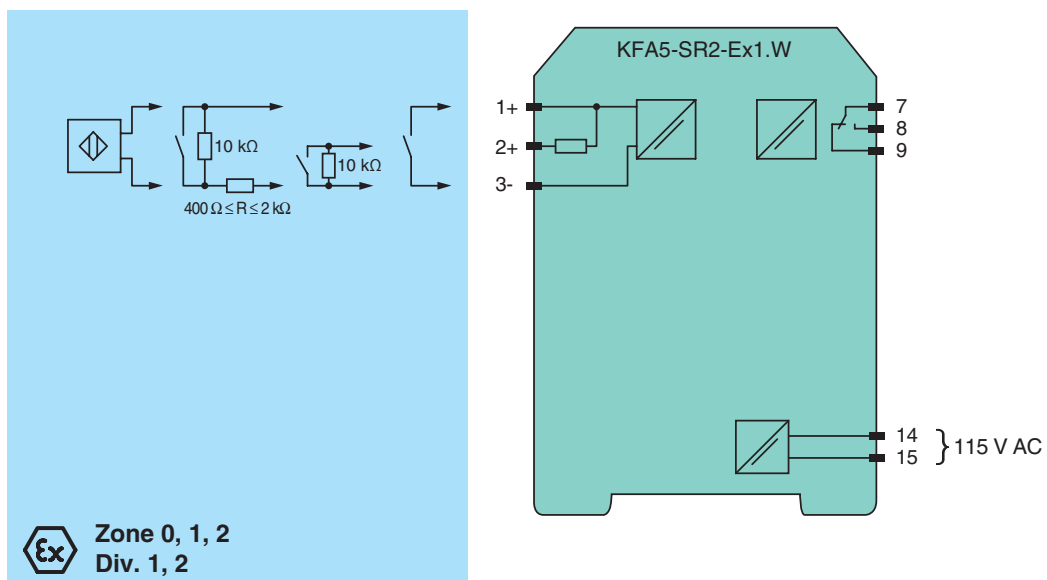 KFA5-SR2-Ex1.W
10 kΩ
400 Ω ≤ R ≤ 2 kΩ
10 kΩ
1+
2+
3-
7
8
9
14
15
115 V AC
Ex
Zone 0, 1, 2
Div. 1, 2